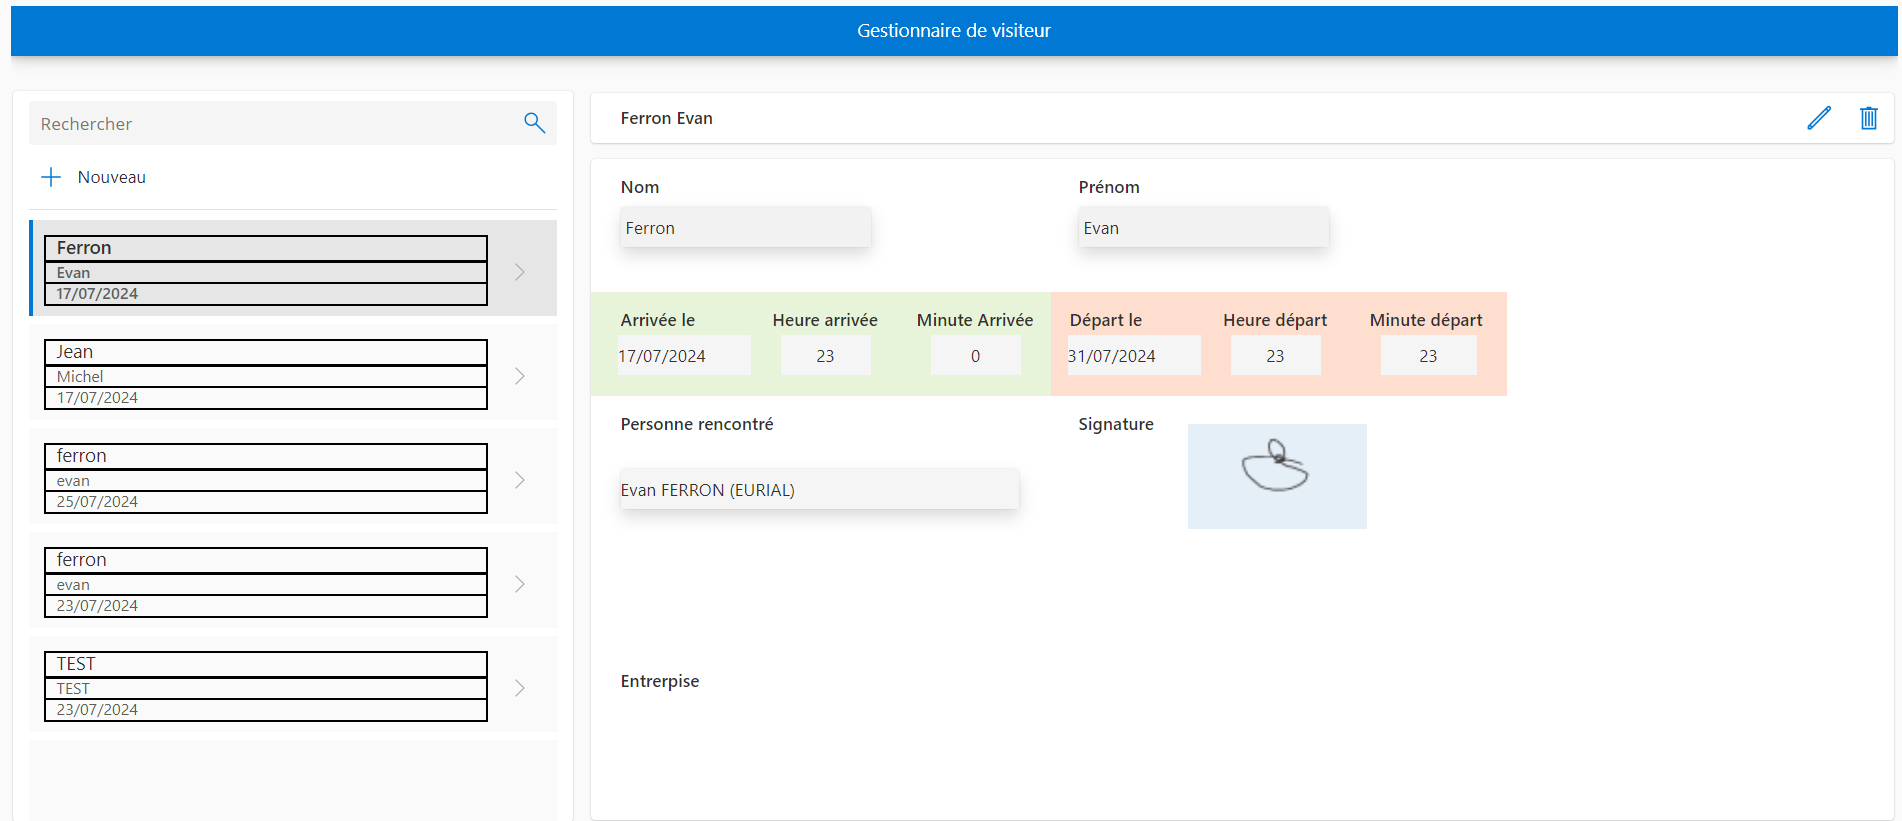 Gestionnaire de visiteur
Rechercher
Nouveau
Ferron
Evan
17/07/2024
Jean
Michel
17/07/2024
ferron
evan
25/07/2024
ferron
evan
23/07/2024
TEST
TEST
23/07/2024
Ferron Evan
Nom Prénom
Ferron Evan
Arrivée le Heure arrivée Minute Arrivée Départ le Heure départ Minute départ
17/07/2024 23 0 31/07/2024 23 23
Personne rencontré Signature
Evan FERRON (EURIAL)
Entrerpise